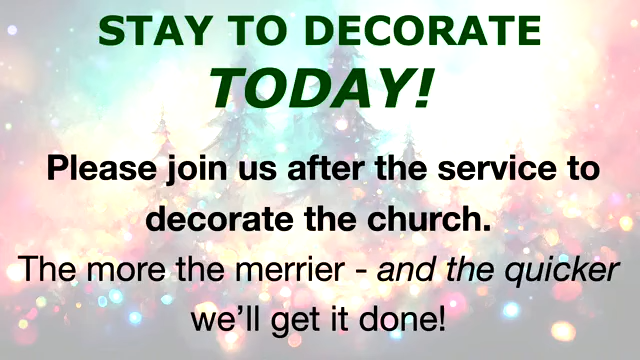 STAY TO DECORATE
TODAY!
Please join us after the service to
decorate the church.
The more the merrier - and the quicker
we’ll get it done!